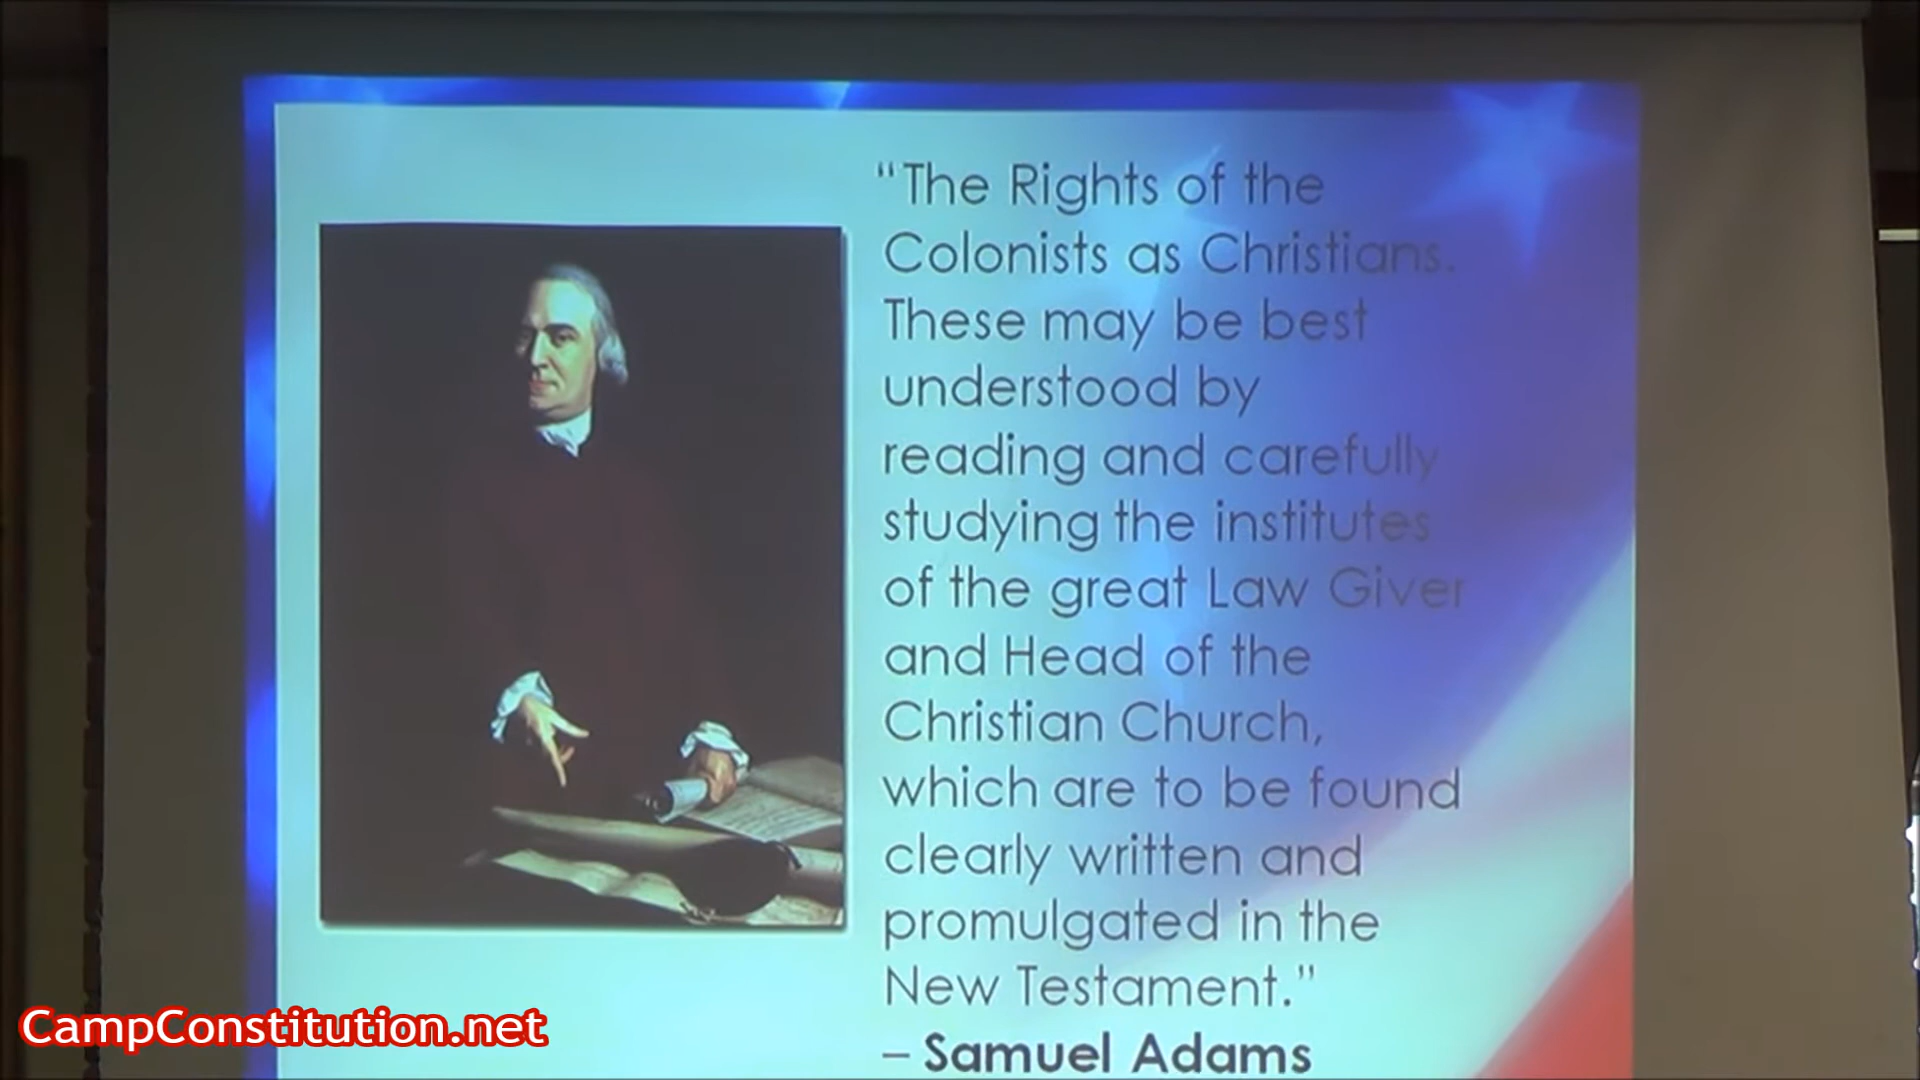 “The Rights of the
Colonists as Christians.
These may be best
understood by
reading and carefully
studying the institutes
of the great Law Giver
and Head of the
Christian Church,
which are to be found
clearly written and
promulgated in the
New Testament.”
– Samuel Adams
CampConstitution.net